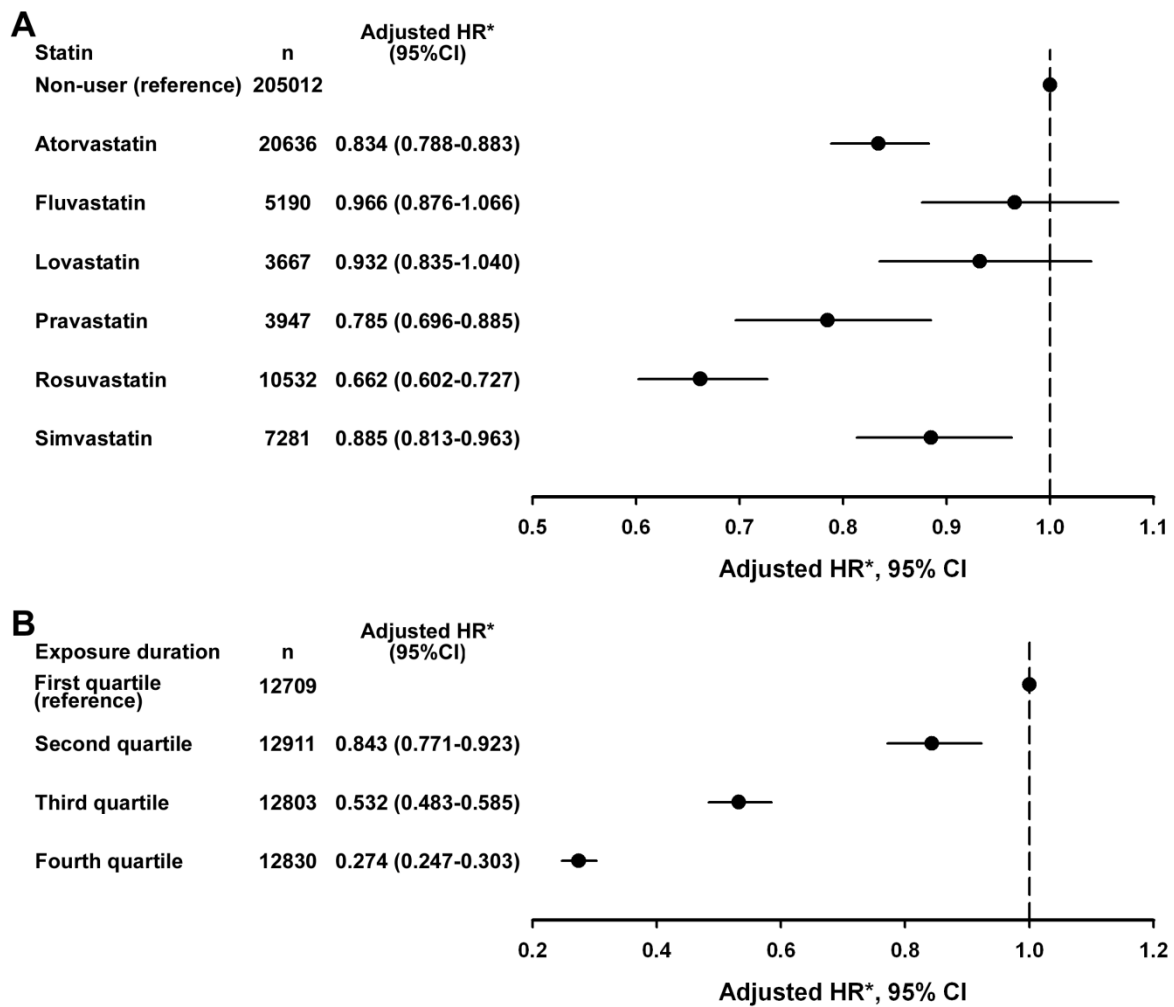 A
Adjusted HR*
Statin n (95%CI)
Non-user (reference) 205012
Atorvastatin 20636 0.834 (0.788-0.883)
Fluvastatin 5190 0.966 (0.876-1.066)
Lovastatin 3667 0.932 (0.835-1.040)
Pravastatin 3947 0.785 (0.696-0.885)
Rosuvastatin 10532 0.662 (0.602-0.727)
Simvastatin 7281 0.885 (0.813-0.963)
0.5 0.6 0.7 0.8 0.9 1.0 1.1
Adjusted HR*, 95% CI
B
Adjusted HR*
Exposure duration n (95%CI)
First quartile 12709
(reference)
Second quartile 12911 0.843 (0.771-0.923)
Third quartile 12803 0.532 (0.483-0.585)
Fourth quartile 12830 0.274 (0.247-0.303)
0.2 0.4 0.6 0.8 1.0 1.2
Adjusted HR*, 95% CI